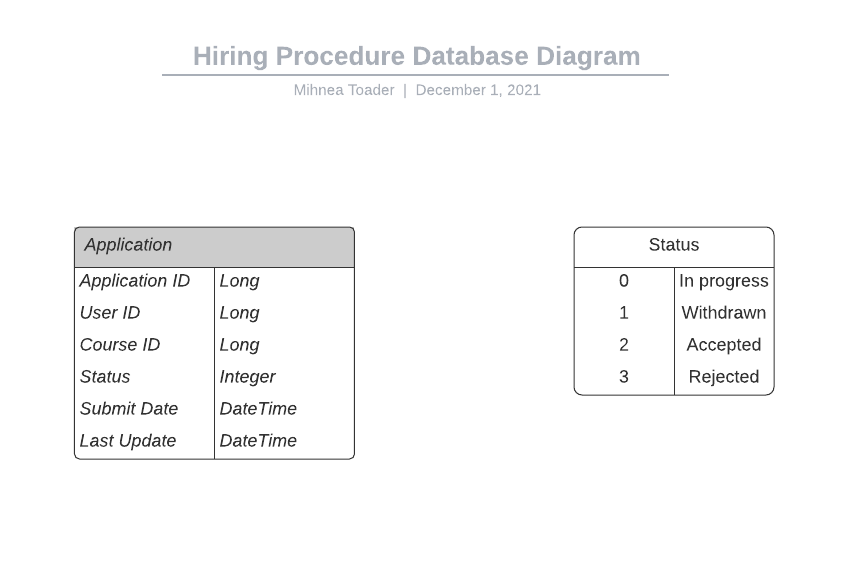 Hiring Procedure Database Diagram
Mihnea Toader | December 1, 2021
Application
Application ID Long
User ID Long
Course ID Long
Status Integer
Submit Date DateTime
Last Update DateTime
Status
0 In progress
1 Withdrawn
2 Accepted
3 Rejected